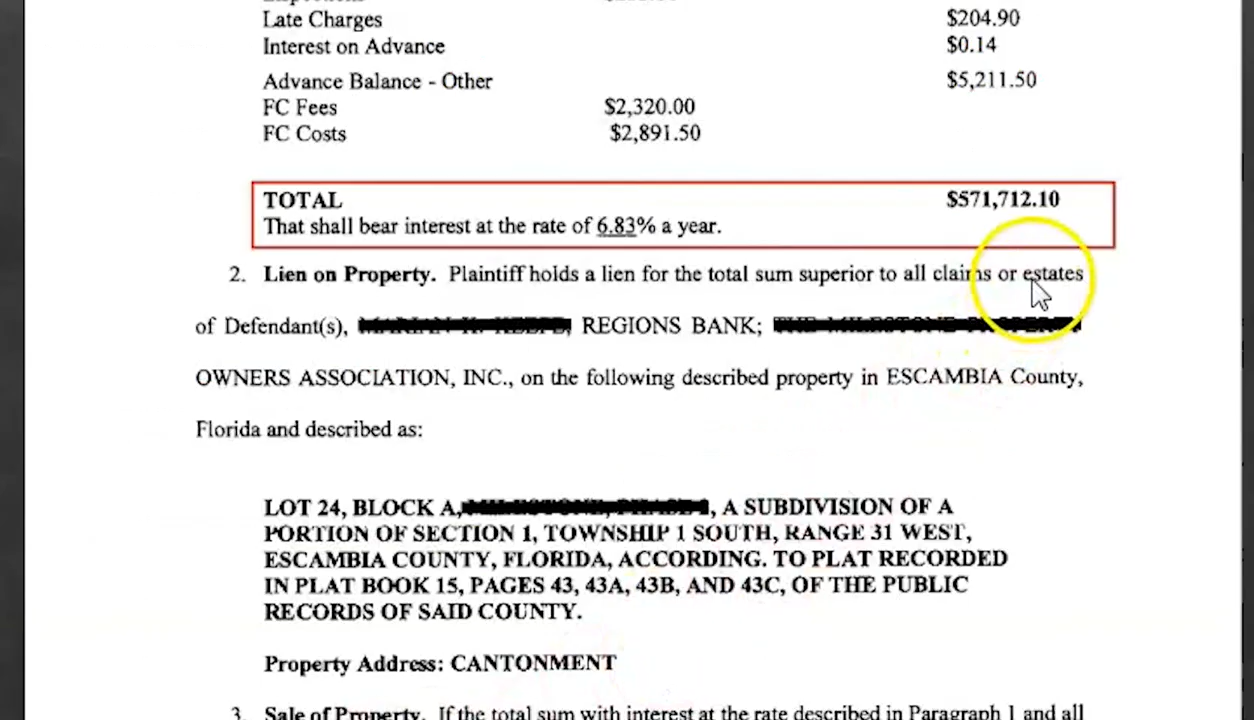 Late Charges $204.90
Interest on Advance $0.14
Advance Balance - Other $5,211.50
FC Fees $2,320.00
FC Costs $2,891.50
TOTAL $571,712.10
That shall bear interest at the rate of 6.83% a year.
2. Lien on Property. Plaintiff holds a lien for the total sum superior to all claims or estates
of Defendant(s), REGIONS BANK;
OWNERS ASSOCIATION, INC., on the following described property in ESCAMBIA County,
Florida and described as:
LOT 24, BLOCK A, , A SUBDIVISION OF A
PORTION OF SECTION 1, TOWNSHIP 1 SOUTH, RANGE 31 WEST,
ESCAMBIA COUNTY, FLORIDA, ACCORDING. TO PLAT RECORDED
IN PLAT BOOK 15, PAGES 43, 43A, 43B, AND 43C, OF THE PUBLIC
RECORDS OF SAID COUNTY.
Property Address: CANTONMENT
3. Sale of Property. If the total sum with interest at the rate described in Paragraph 1 and all